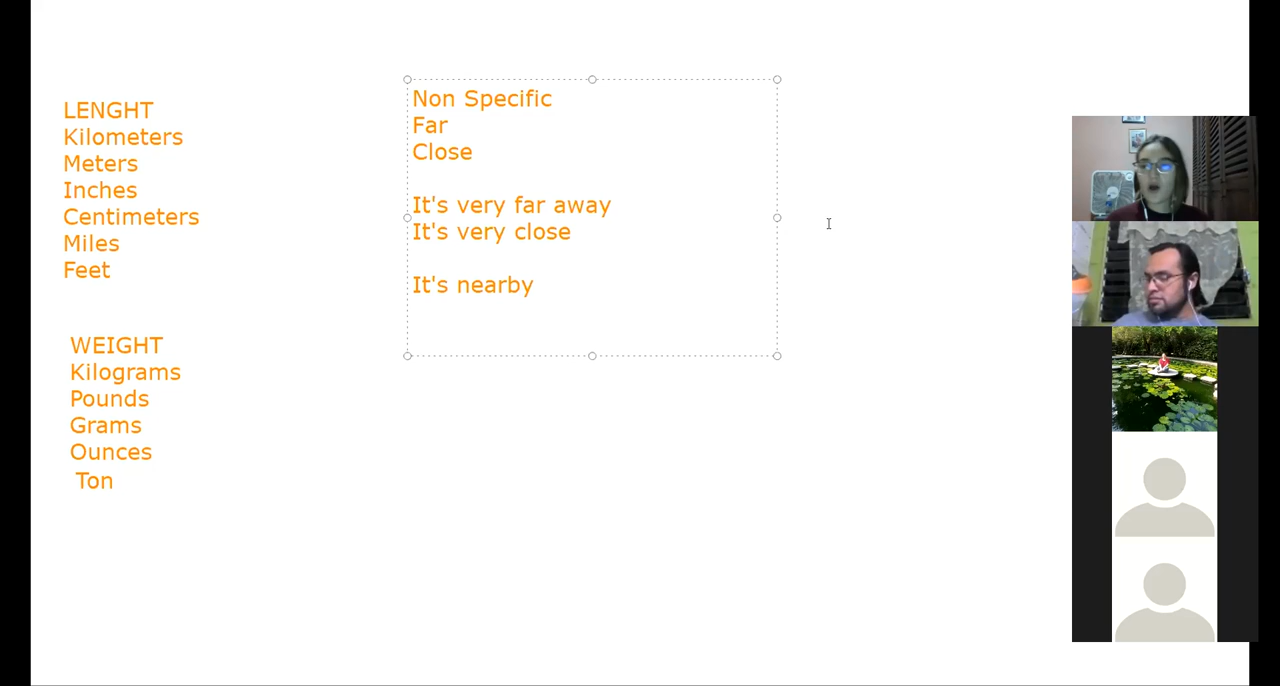 LENGHT
Kilometers
Meters
Inches
Centimeters
Miles
Feet
WEIGHT
Kilograms
Pounds
Grams
Ounces
Ton
Non Specific
Far
Close
It's very far away
It's very close
It's nearby